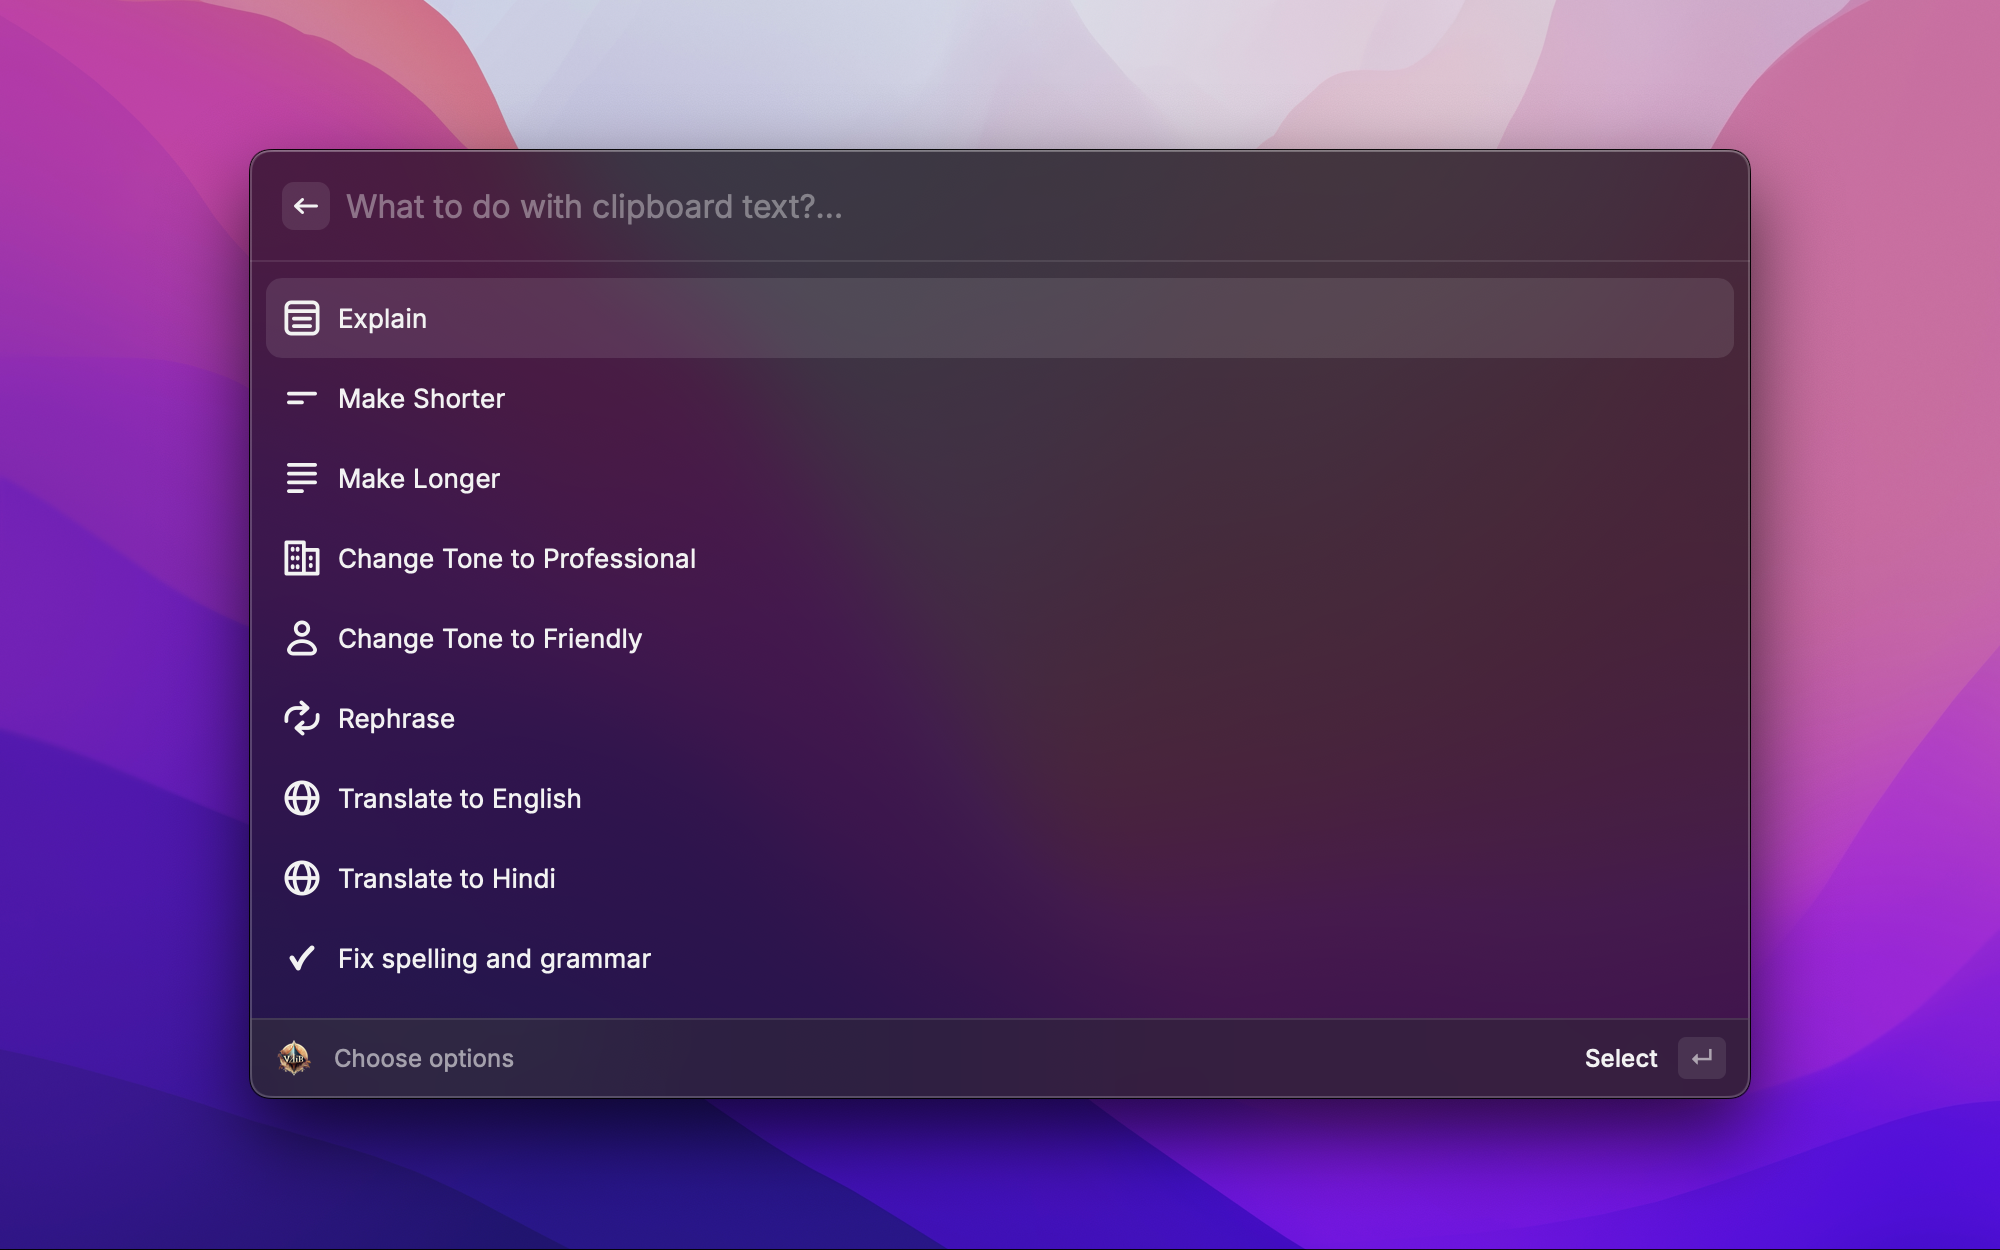 What to do with clipboard text?...
Explain
Make Shorter
Make Longer
Change Tone to Professional
Change Tone to Friendly
Rephrase
Translate to English
Translate to Hindi
Fix spelling and grammar
Choose options
Select